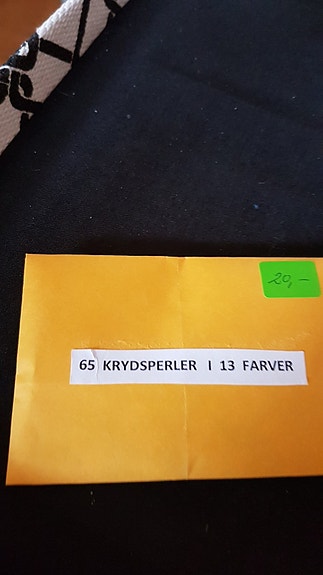 20,-
65 KRYDSPERLER I 13 FARVER